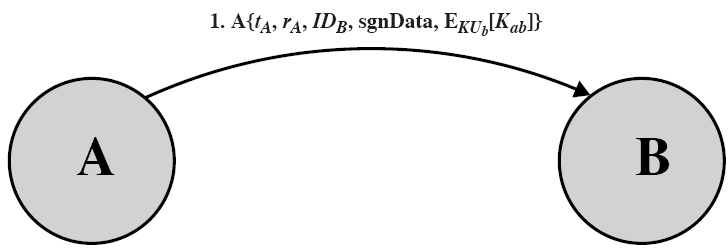 1. A{tA, rA, IDB, sgnData, EKUb[Kab]}
A
B